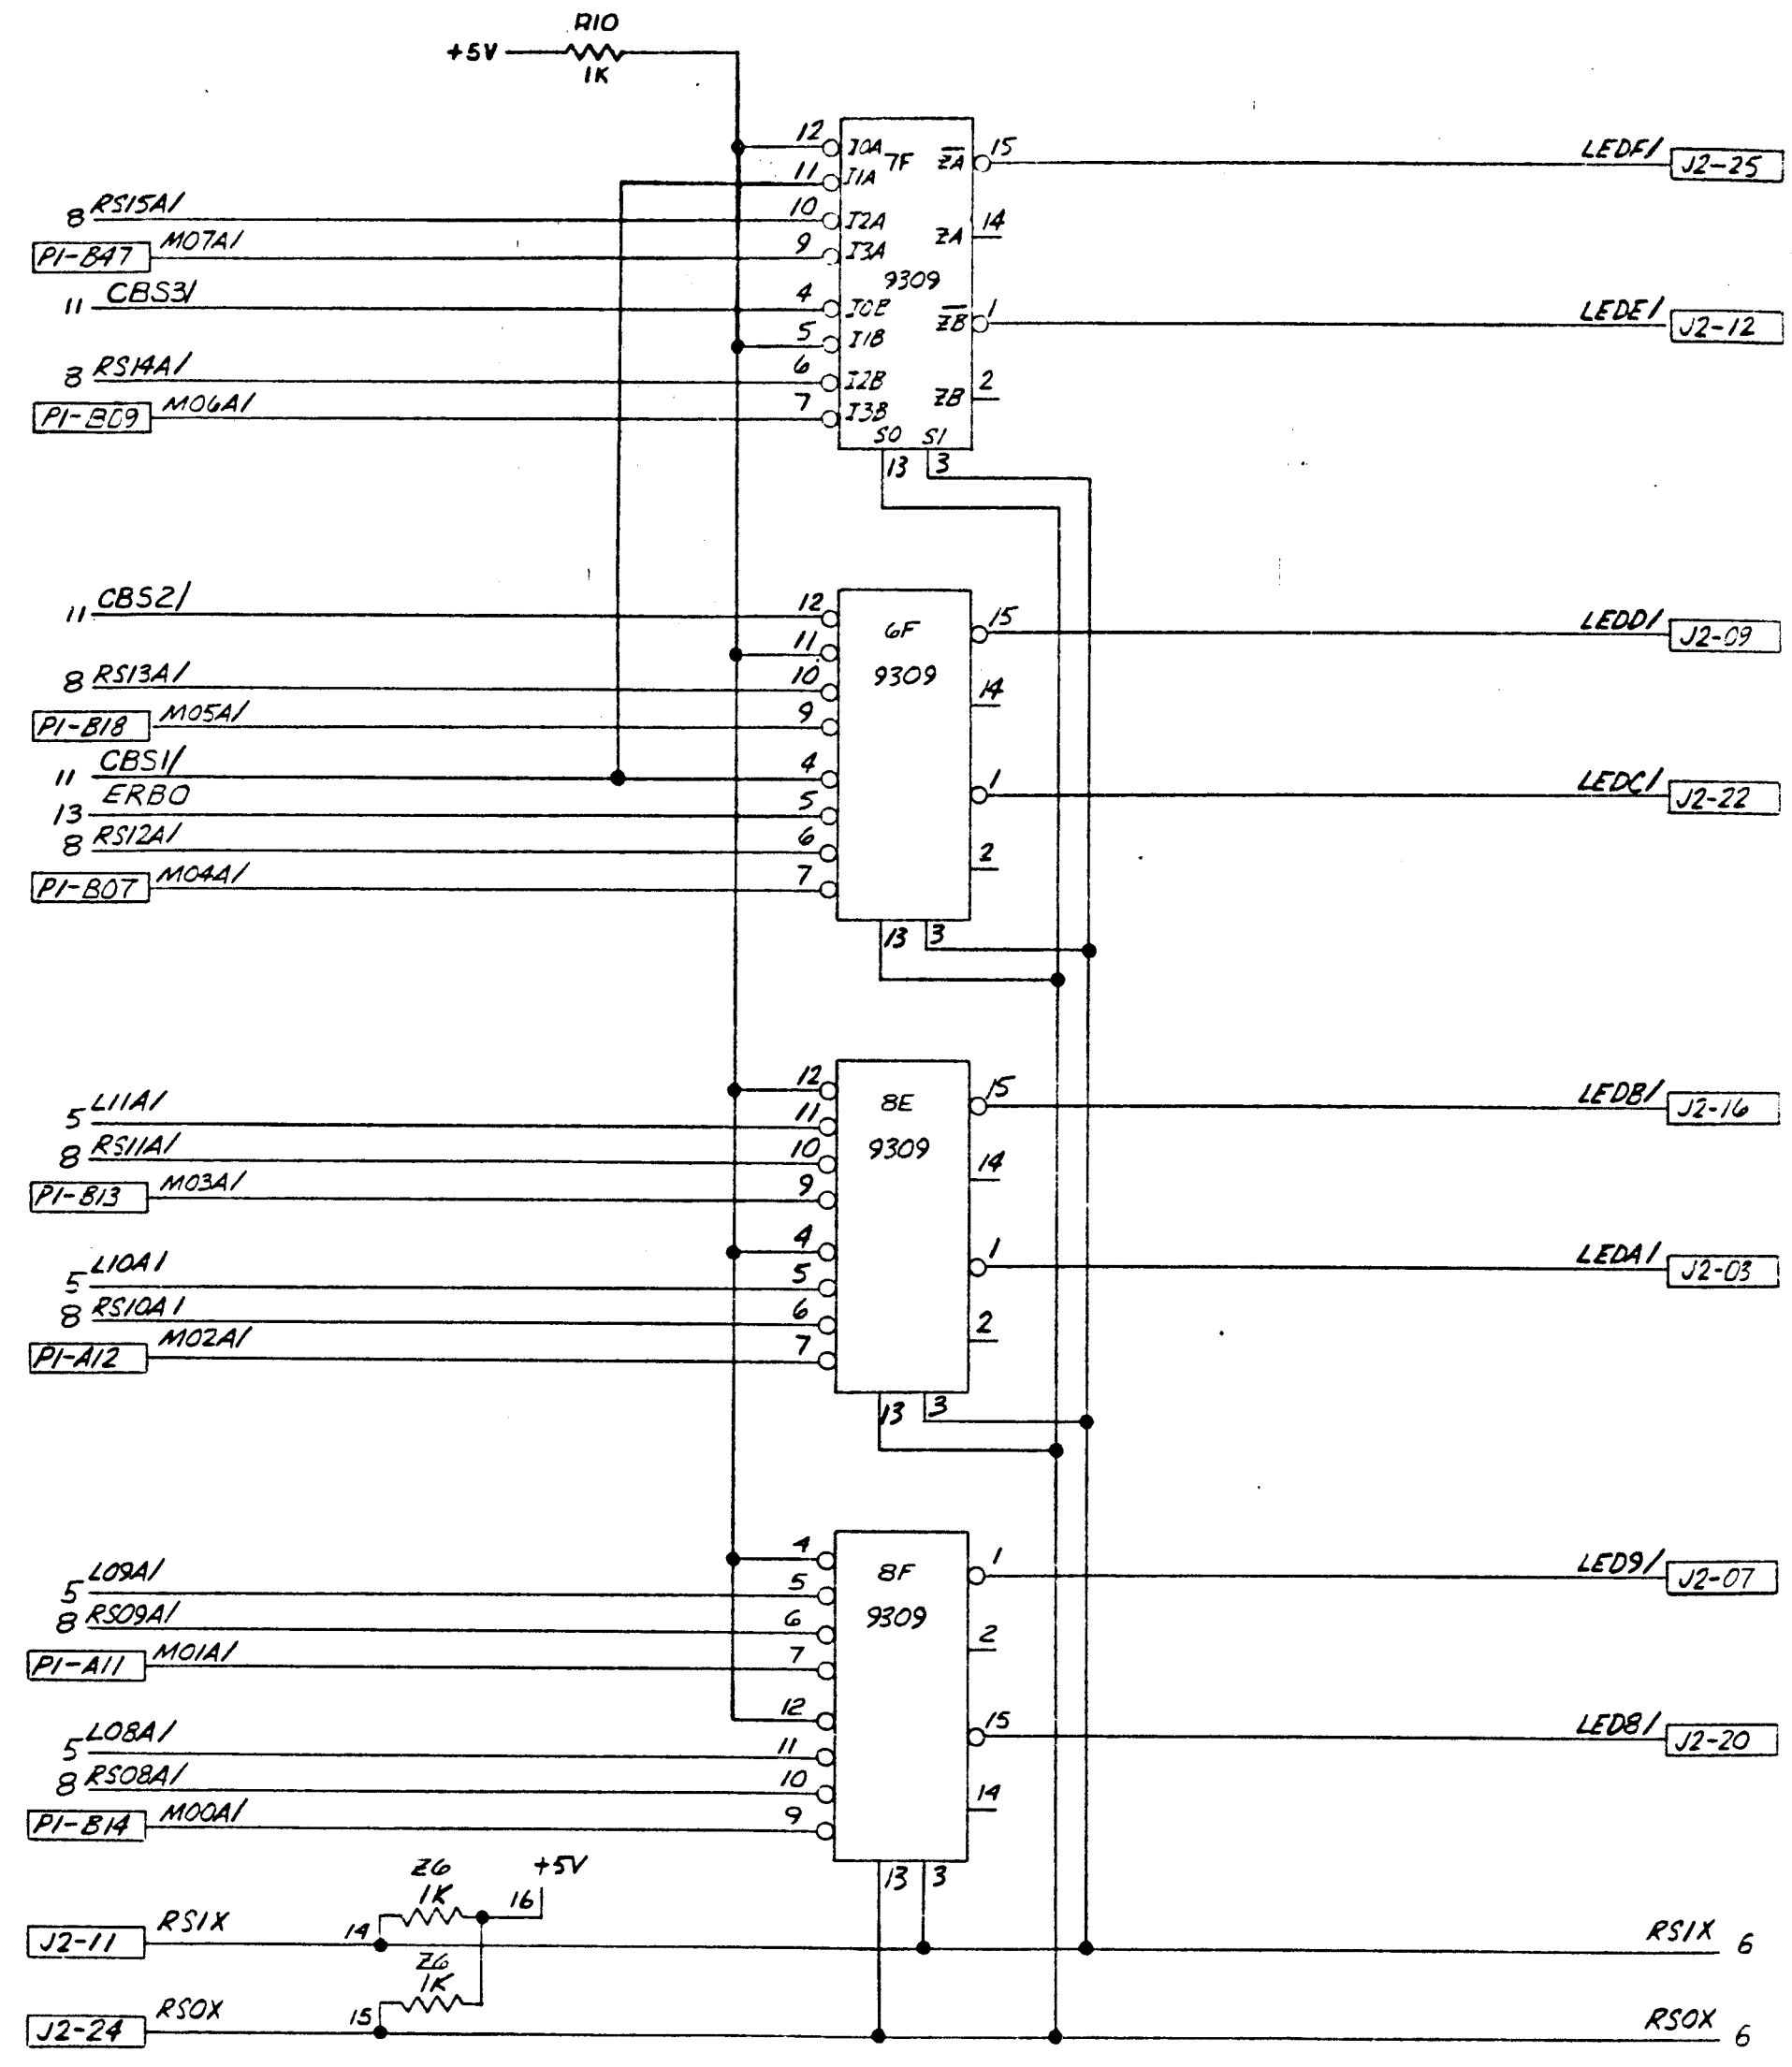 R10
+5V
1K
12 I0A 7F Z̅A̅ 15 LEDF/ J2-25
11 I1A
8 RS15A/ 10 I2A ZA 14
P1-B47 M07A/ 9 I3A
9309
11 CBS3/ 4 I0B Z̅B̅ 1 LEDE/ J2-12
5 I1B
8 RS14A/ 6 I2B ZB 2
P1-B09 M06A/ 7 I3B
S0 S1
13 3
11 CBS2/ 12 6F 15 LEDD/ J2-09
11
8 RS13A/ 10 9309 14
P1-B18 M05A/ 9
11 CBS1/ 4 1 LEDC/ J2-22
13 ERB0 5
8 RS12A/ 6 2
P1-B07 M04A/ 7
13 3
12 8E 15 LEDB/ J2-16
5 L11A/ 11
8 RS11A/ 10 9309 14
P1-B13 M03A/ 9
4 1 LEDA/ J2-03
5 L10A/ 5
8 RS10A/ 6 2
P1-A12 M02A/ 7
13 3
4 8F 1 LED9/ J2-07
5 L09A/ 5
8 RS09A/ 6 9309 2
P1-A11 M01A/ 7
12 15 LED8/ J2-20
5 L08A/ 11
8 RS08A/ 10 14
P1-B14 M00A/ 9
13 3
Z6 +5V
1K 16
J2-11 RS1X 14 RS1X 6
Z6
1K
J2-24 RS0X 15 RS0X 6